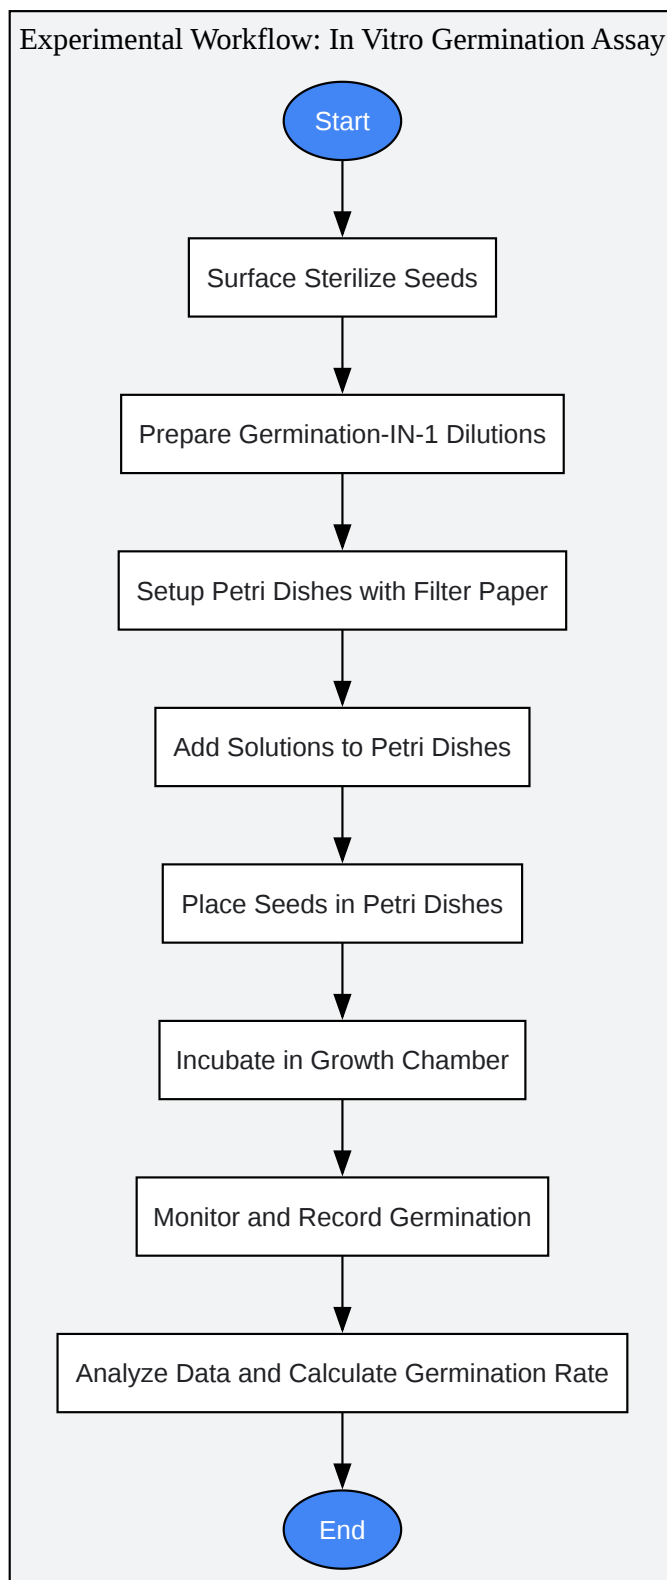 Experimental Workflow: In Vitro Germination Assay
Start
Surface Sterilize Seeds
Prepare Germination-IN-1 Dilutions
Setup Petri Dishes with Filter Paper
Add Solutions to Petri Dishes
Place Seeds in Petri Dishes
Incubate in Growth Chamber
Monitor and Record Germination
Analyze Data and Calculate Germination Rate
End